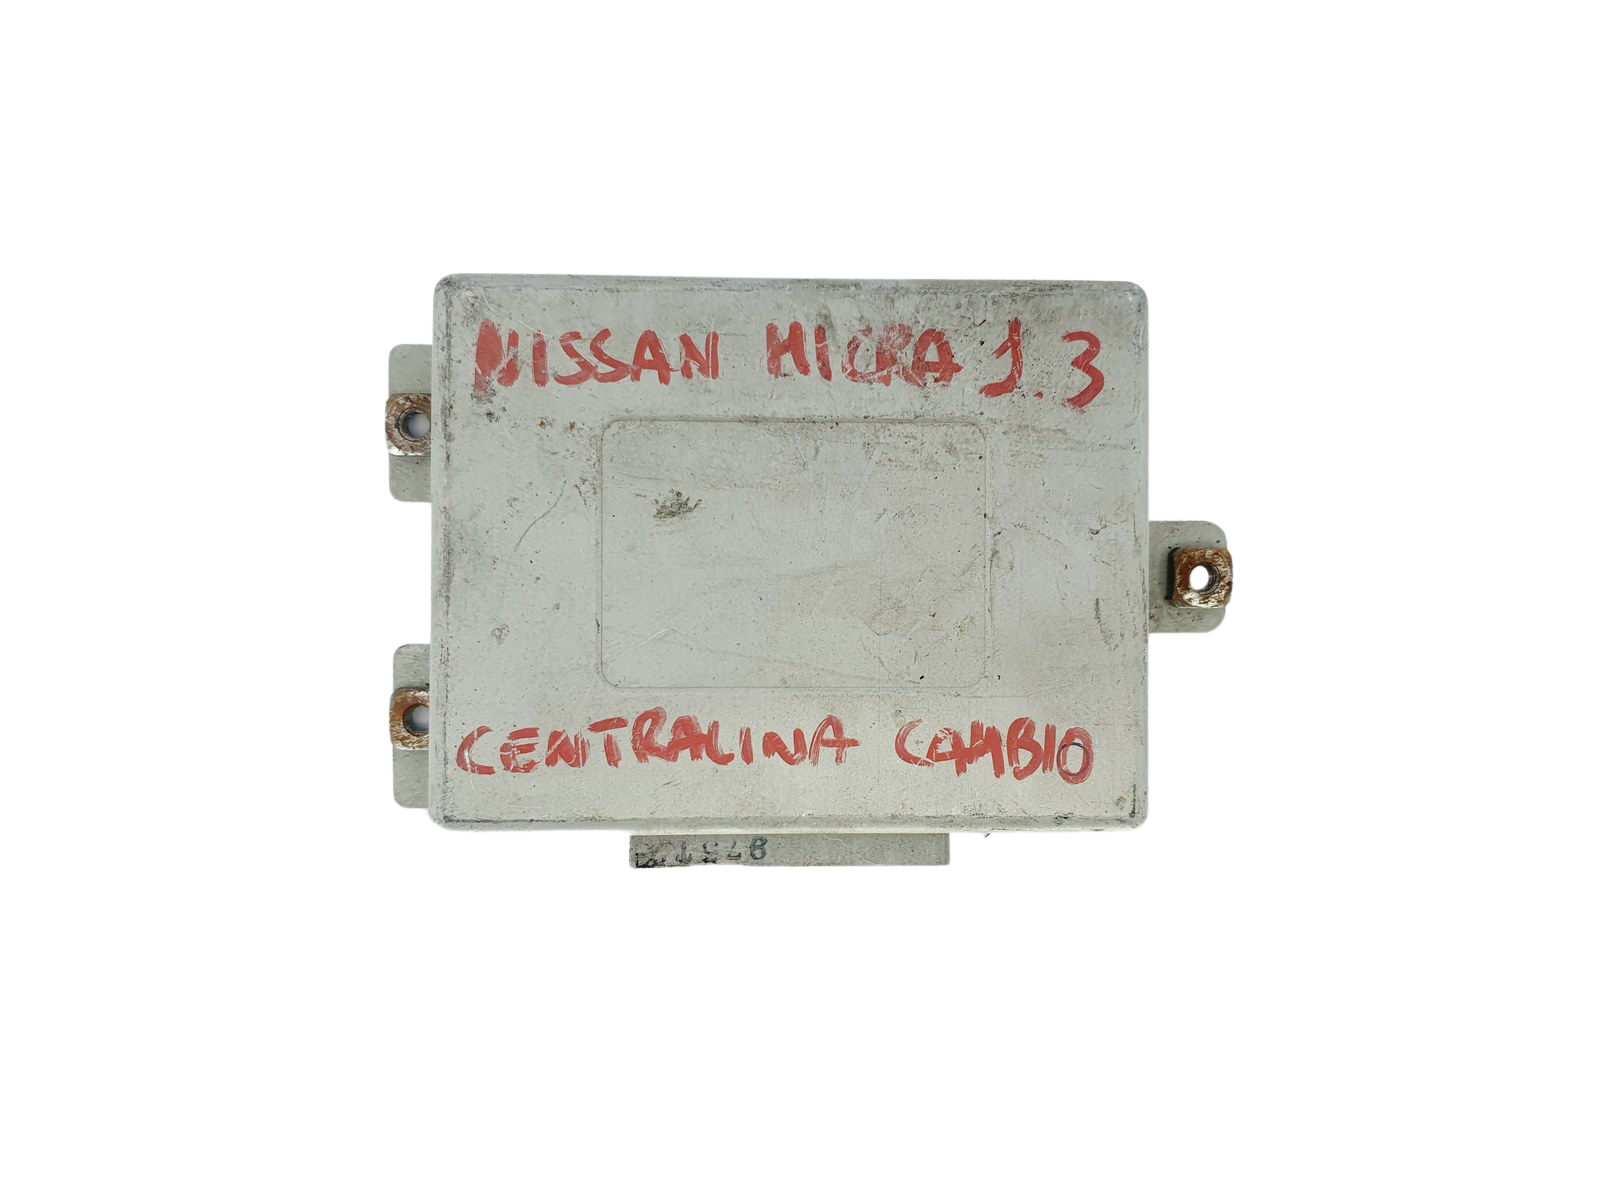 NISSAN MICRA 1.3
CENTRALINA CAMBIO